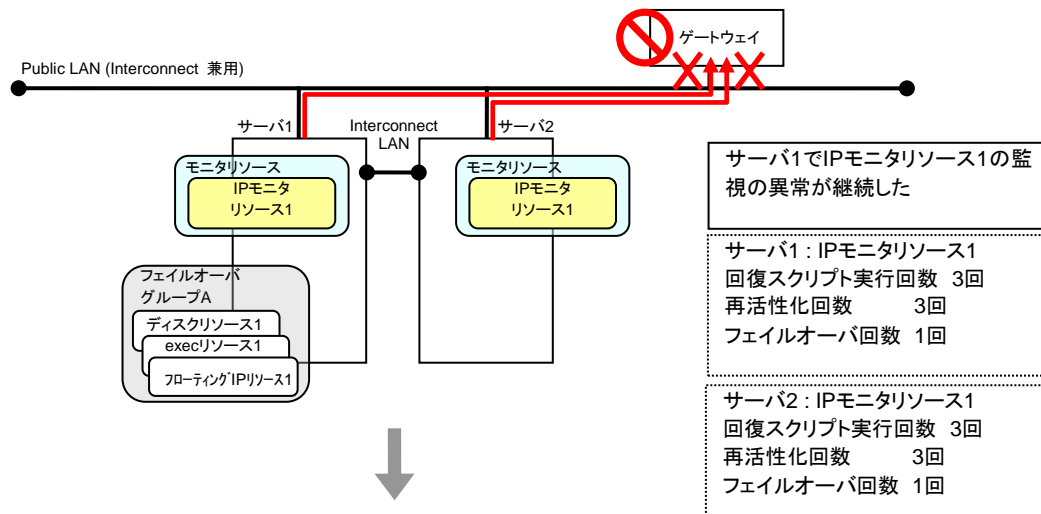 ゲートウェイ
Public LAN (Interconnect 兼用)
サーバ1
Interconnect
LAN
サーバ2
モニタリソース
IPモニタ
リソース1
モニタリソース
IPモニタ
リソース1
フェイルオーバ
グループA
ディスクリソース1
execリソース1
フローティングIPリソース1
サーバ1でIPモニタリソース1の監
視の異常が継続した
サーバ1 : IPモニタリソース1
回復スクリプト実行回数 3回
再活性化回数 3回
フェイルオーバ回数 1回
サーバ2 : IPモニタリソース1
回復スクリプト実行回数 3回
再活性化回数 3回
フェイルオーバ回数 1回